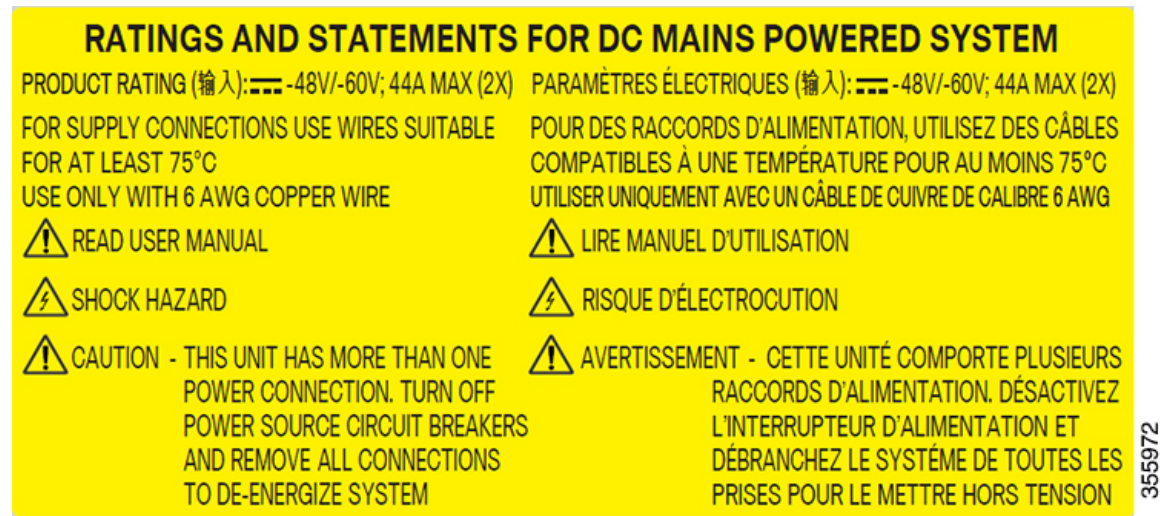 RATINGS AND STATEMENTS FOR DC MAINS POWERED SYSTEM
PRODUCT RATING (输入): -48V/-60V; 44A MAX (2X)
FOR SUPPLY CONNECTIONS USE WIRES SUITABLE
FOR AT LEAST 75°C
USE ONLY WITH 6 AWG COPPER WIRE
READ USER MANUAL
SHOCK HAZARD
CAUTION - THIS UNIT HAS MORE THAN ONE
POWER CONNECTION. TURN OFF
POWER SOURCE CIRCUIT BREAKERS
AND REMOVE ALL CONNECTIONS
TO DE-ENERGIZE SYSTEM
PARAMÈTRES ÉLECTRIQUES (输入): -48V/-60V; 44A MAX (2X)
POUR DES RACCORDS D'ALIMENTATION, UTILISEZ DES CÂBLES
COMPATIBLES À UNE TEMPÉRATURE POUR AU MOINS 75°C
UTILISER UNIQUEMENT AVEC UN CÂBLE DE CUIVRE DE CALIBRE 6 AWG
LIRE MANUEL D'UTILISATION
RISQUE D'ÉLECTROCUTION
AVERTISSEMENT - CETTE UNITÉ COMPORTE PLUSIEURS
RACCORDS D'ALIMENTATION. DÉSACTIVEZ
L'INTERRUPTEUR D'ALIMENTATION ET
DÉBRANCHEZ LE SYSTÉME DE TOUTES LES
PRISES POUR LE METTRE HORS TENSION
355972